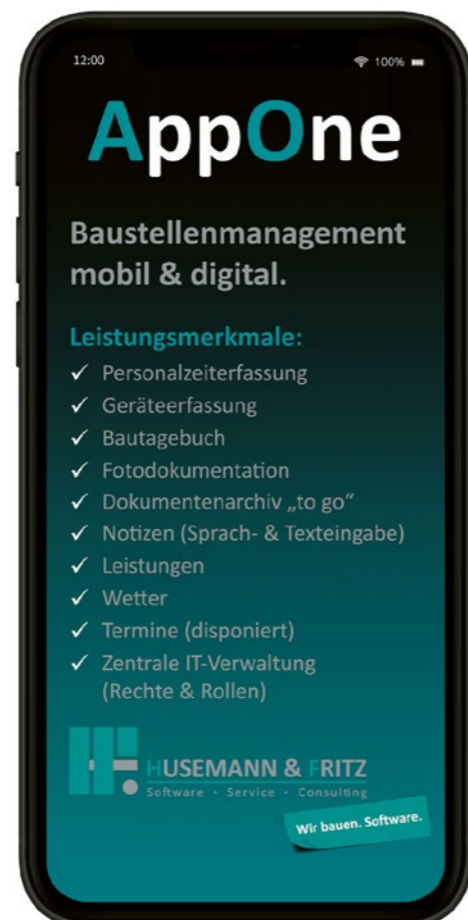 12:00 100%
AppOne
Baustellenmanagement
mobil & digital.
Leistungsmerkmale:
✓ Personalzeiterfassung
✓ Geräteerfassung
✓ Bautagebuch
✓ Fotodokumentation
✓ Dokumentenarchiv „to go“
✓ Notizen (Sprach- & Texteingabe)
✓ Leistungen
✓ Wetter
✓ Termine (disponiert)
✓ Zentrale IT-Verwaltung
(Rechte & Rollen)
HUSEMANN & FRITZ
Software · Service · Consulting
Wir bauen. Software.